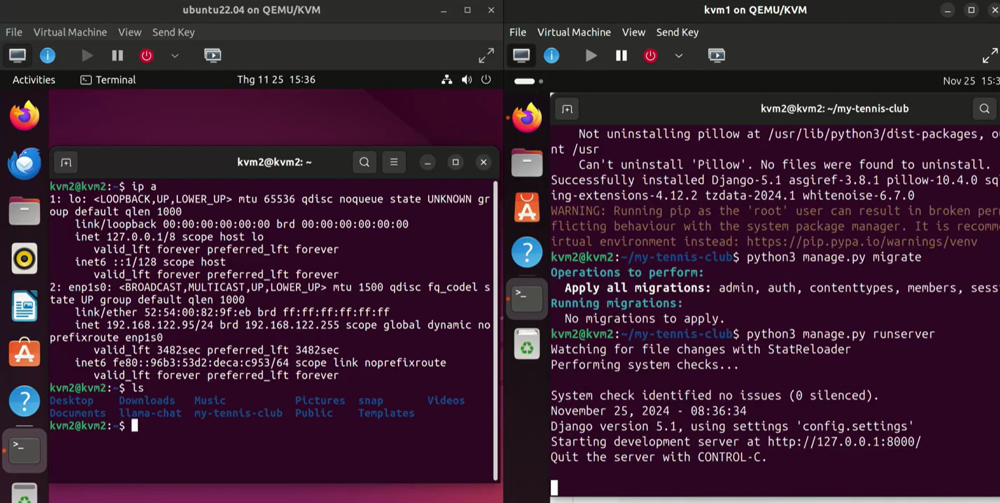 ubuntu22.04 on QEMU/KVM
File Virtual Machine View Send Key
Activities Terminal Thg 11 25 15:36
kvm2@kvm2: ~
kvm2@kvm2:~$ ip a
1: lo: <LOOPBACK,UP,LOWER_UP> mtu 65536 qdisc noqueue state UNKNOWN gr
oup default qlen 1000
link/loopback 00:00:00:00:00:00 brd 00:00:00:00:00:00
inet 127.0.0.1/8 scope host lo
valid_lft forever preferred_lft forever
inet6 ::1/128 scope host
valid_lft forever preferred_lft forever
2: enp1s0: <BROADCAST,MULTICAST,UP,LOWER_UP> mtu 1500 qdisc fq_codel s
tate UP group default qlen 1000
link/ether 52:54:00:82:9f:eb brd ff:ff:ff:ff:ff:ff
inet 192.168.122.95/24 brd 192.168.122.255 scope global dynamic no
prefixroute enp1s0
valid_lft 3482sec preferred_lft 3482sec
inet6 fe80::96b3:53d2:deca:c953/64 scope link noprefixroute
valid_lft forever preferred_lft forever
kvm2@kvm2:~$ ls
Desktop Downloads Music Pictures snap Videos
Documents llama-chat my-tennis-club Public Templates
kvm2@kvm2:~$
kvm1 on QEMU/KVM
File Virtual Machine View Send Key
Nov 25 15:3
kvm2@kvm2: ~/my-tennis-club
Not uninstalling pillow at /usr/lib/python3/dist-packages, ou
nt /usr
Can't uninstall 'Pillow'. No files were found to uninstall.
Successfully installed Django-5.1 asgiref-3.8.1 pillow-10.4.0 sq
ing-extensions-4.12.2 tzdata-2024.1 whitenoise-6.7.0
WARNING: Running pip as the 'root' user can result in broken per
flicting behaviour with the system package manager. It is recomm
irtual environment instead: https://pip.pypa.io/warnings/venv
kvm2@kvm2:~/my-tennis-club$ python3 manage.py migrate
Operations to perform:
Apply all migrations: admin, auth, contenttypes, members, sess
Running migrations:
No migrations to apply.
kvm2@kvm2:~/my-tennis-club$ python3 manage.py runserver
Watching for file changes with StatReloader
Performing system checks...
System check identified no issues (0 silenced).
November 25, 2024 - 08:36:34
Django version 5.1, using settings 'config.settings'
Starting development server at http://127.0.0.1:8000/
Quit the server with CONTROL-C.